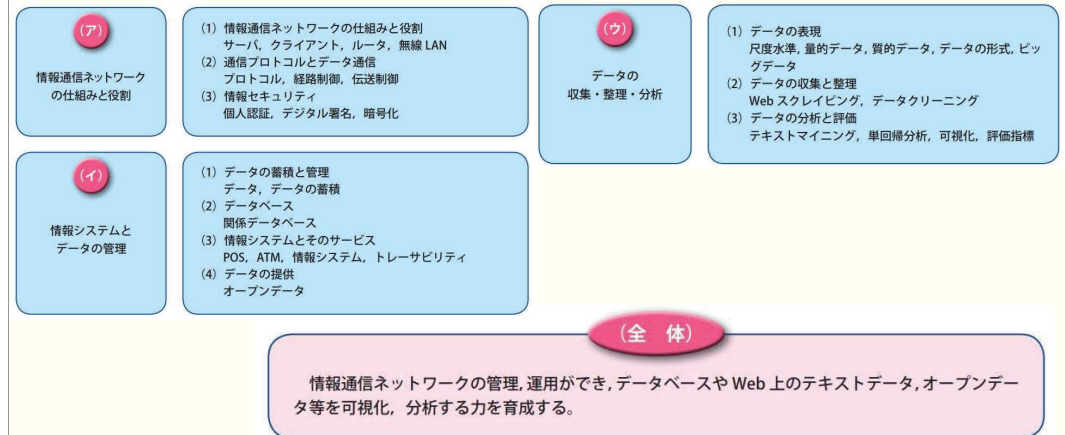 (ア)
情報通信ネットワーク
の仕組みと役割
(1) 情報通信ネットワークの仕組みと役割
サーバ, クライアント, ルータ, 無線 LAN
(2) 通信プロトコルとデータ通信
プロトコル, 経路制御, 伝送制御
(3) 情報セキュリティ
個人認証, デジタル署名, 暗号化
(イ)
情報システムと
データの管理
(1) データの蓄積と管理
データ, データの蓄積
(2) データベース
関係データベース
(3) 情報システムとそのサービス
POS, ATM, 情報システム, トレーサビリティ
(4) データの提供
オープンデータ
(ウ)
データの
収集・整理・分析
(1) データの表現
尺度水準, 量的データ, 質的データ, データの形式, ビッ
グデータ
(2) データの収集と整理
Web スクレイピング, データクリーニング
(3) データの分析と評価
テキストマイニング, 単回帰分析, 可視化, 評価指標
(全 体)
情報通信ネットワークの管理, 運用ができ, データベースや Web 上のテキストデータ, オープンデー
タ等を可視化, 分析する力を育成する。